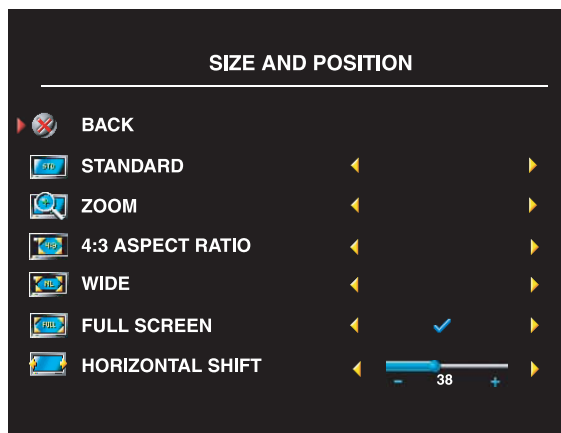 SIZE AND POSITION
BACK
STD STANDARD
ZOOM
4:3 4:3 ASPECT RATIO
NL WIDE
FULL FULL SCREEN
HORIZONTAL SHIFT
- 38 +